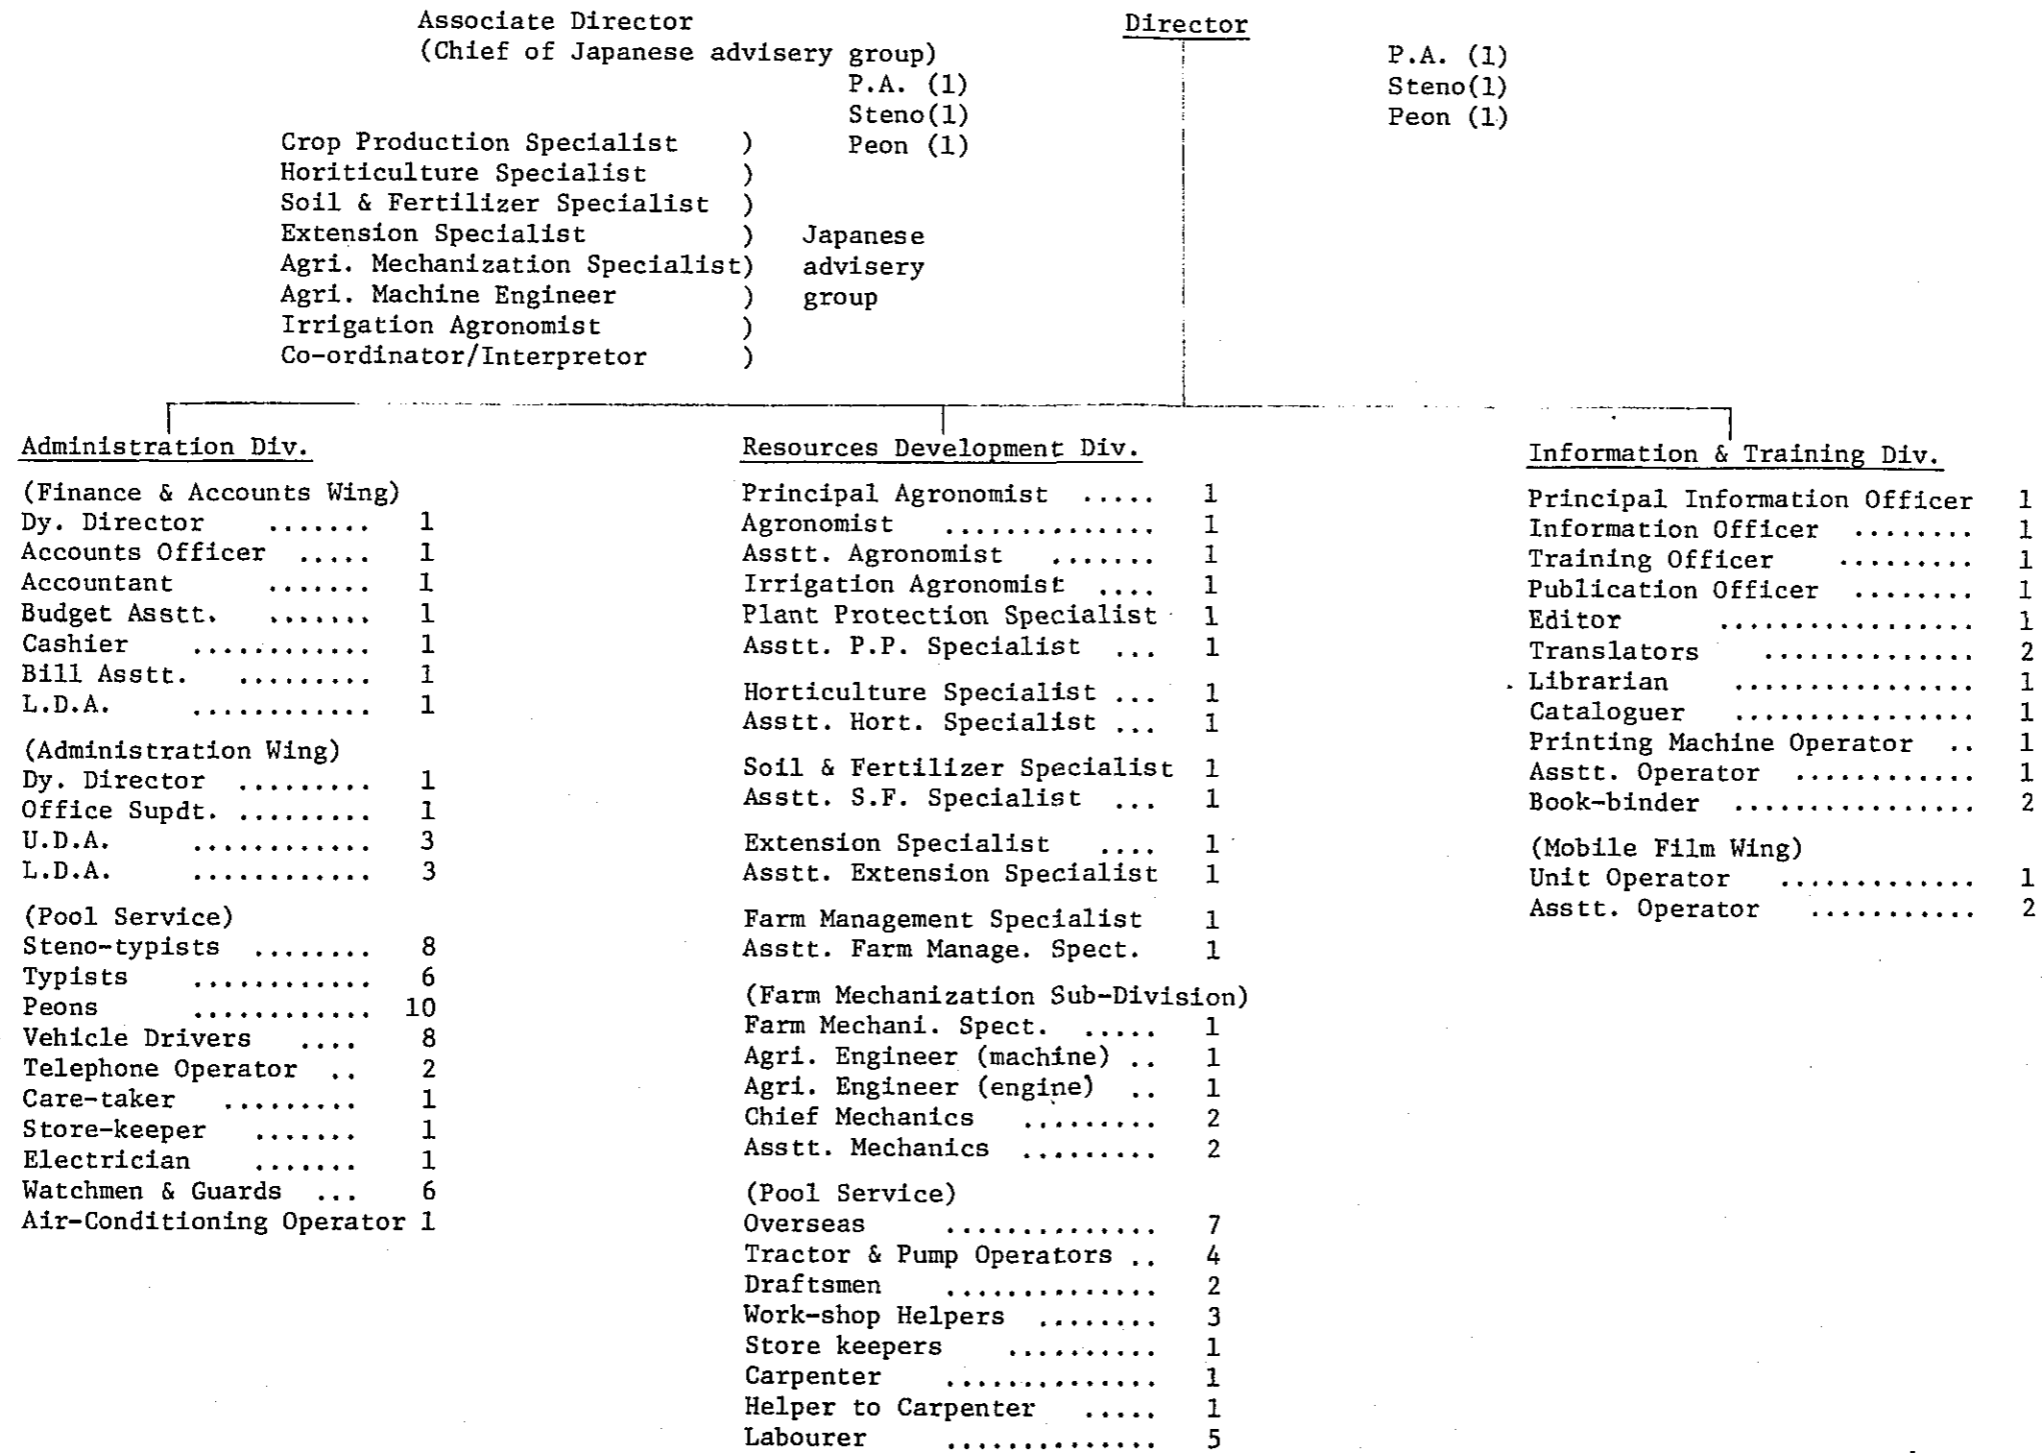 Associate Director
(Chief of Japanese advisery group)
P.A. (1)
Steno(1)
Peon (1)
Director
P.A. (1)
Steno(1)
Peon (1)
Crop Production Specialist )
Horiticulture Specialist )
Soil & Fertilizer Specialist )
Extension Specialist ) Japanese
Agri. Mechanization Specialist) advisery
Agri. Machine Engineer ) group
Irrigation Agronomist )
Co-ordinator/Interpretor )
Administration Div.
(Finance & Accounts Wing)
Dy. Director ....... 1
Accounts Officer ..... 1
Accountant ....... 1
Budget Asstt. ....... 1
Cashier ............ 1
Bill Asstt. ......... 1
L.D.A. ............ 1
(Administration Wing)
Dy. Director ......... 1
Office Supdt. ......... 1
U.D.A. ............ 3
L.D.A. ............ 3
(Pool Service)
Steno-typists ........ 8
Typists ............ 6
Peons ............ 10
Vehicle Drivers .... 8
Telephone Operator .. 2
Care-taker ......... 1
Store-keeper ....... 1
Electrician ....... 1
Watchmen & Guards ... 6
Air-Conditioning Operator 1
Resources Development Div.
Principal Agronomist ..... 1
Agronomist .............. 1
Asstt. Agronomist ....... 1
Irrigation Agronomist .... 1
Plant Protection Specialist 1
Asstt. P.P. Specialist ... 1
Horticulture Specialist ... 1
Asstt. Hort. Specialist ... 1
Soil & Fertilizer Specialist 1
Asstt. S.F. Specialist ... 1
Extension Specialist .... 1
Asstt. Extension Specialist 1
Farm Management Specialist 1
Asstt. Farm Manage. Spect. 1
(Farm Mechanization Sub-Division)
Farm Mechani. Spect. ..... 1
Agri. Engineer (machine) .. 1
Agri. Engineer (engine) .. 1
Chief Mechanics ......... 2
Asstt. Mechanics ......... 2
(Pool Service)
Overseas .............. 7
Tractor & Pump Operators .. 4
Draftsmen .............. 2
Work-shop Helpers ........ 3
Store keepers .......... 1
Carpenter .............. 1
Helper to Carpenter ..... 1
Labourer .............. 5
Information & Training Div.
Principal Information Officer 1
Information Officer ........ 1
Training Officer ......... 1
Publication Officer ........ 1
Editor ................. 1
Translators .............. 2
Librarian ................ 1
Cataloguer ................ 1
Printing Machine Operator .. 1
Asstt. Operator ............ 1
Book-binder ................ 2
(Mobile Film Wing)
Unit Operator ............. 1
Asstt. Operator ........... 2